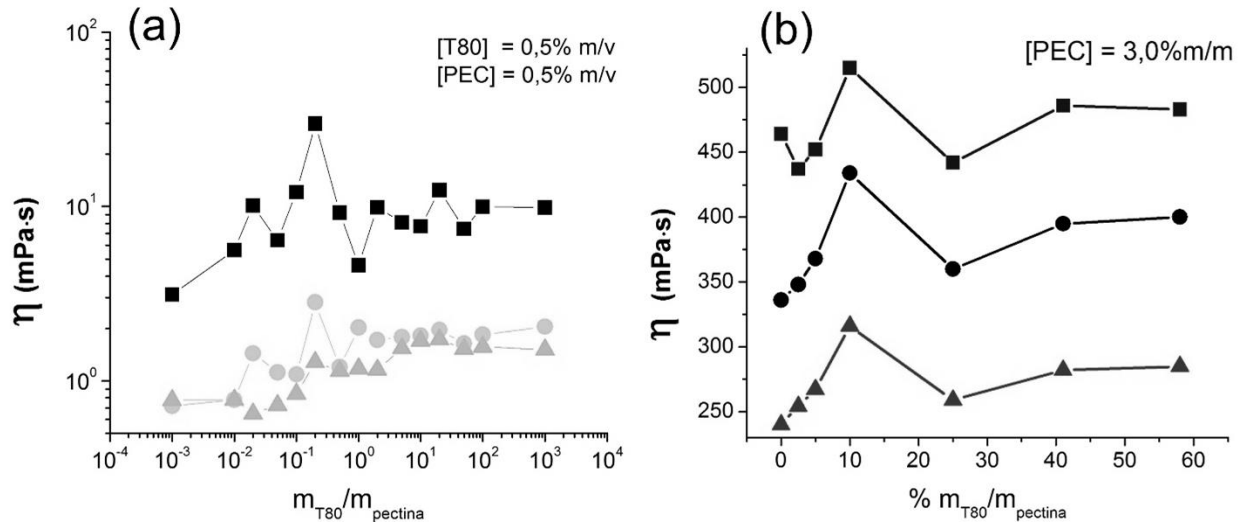 (a)
[T80] = 0,5% m/v
[PEC] = 0,5% m/v
10²
10¹
10⁰
η (mPa·s)
10⁻⁴ 10⁻³ 10⁻² 10⁻¹ 10⁰ 10¹ 10² 10³ 10⁴
m_T80/m_pectina
(b)
[PEC] = 3,0%m/m
500
450
400
350
300
250
η (mPa·s)
0 10 20 30 40 50 60
% m_T80/m_pectina